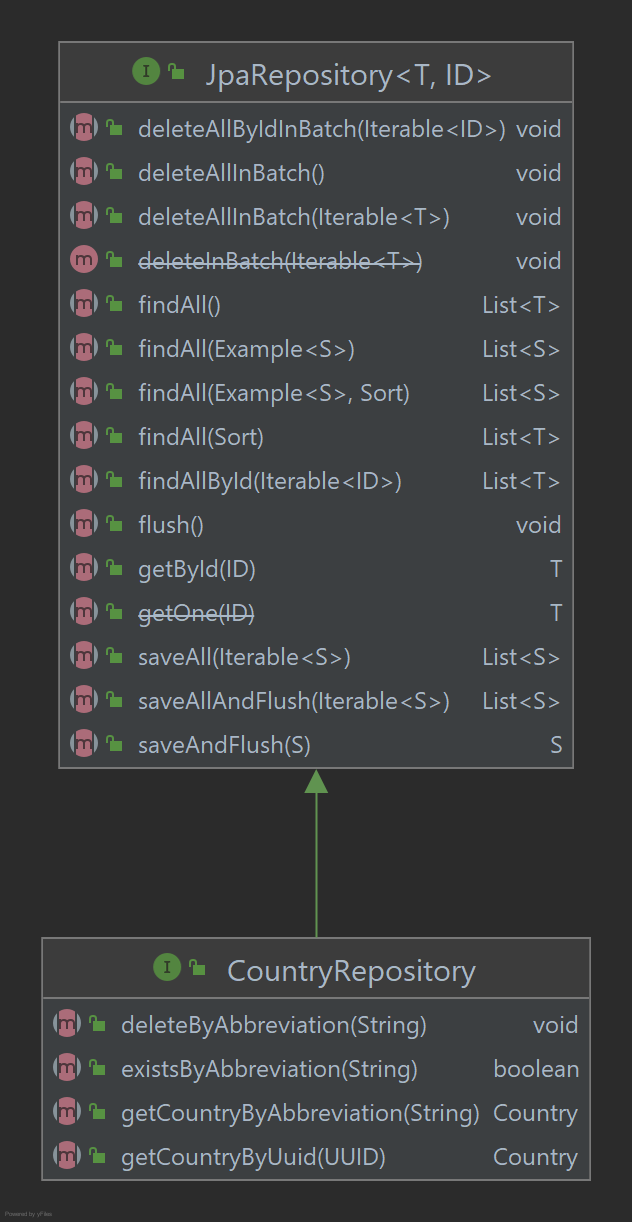 I JpaRepository<T, ID>
m deleteAllByIdInBatch(Iterable<ID>) void
m deleteAllInBatch() void
m deleteAllInBatch(Iterable<T>) void
m deleteInBatch(Iterable<T>) void
m findAll() List<T>
m findAll(Example<S>) List<S>
m findAll(Example<S>, Sort) List<S>
m findAll(Sort) List<T>
m findAllById(Iterable<ID>) List<T>
m flush() void
m getById(ID) T
m getOne(ID) T
m saveAll(Iterable<S>) List<S>
m saveAllAndFlush(Iterable<S>) List<S>
m saveAndFlush(S) S
I CountryRepository
m deleteByAbbreviation(String) void
m existsByAbbreviation(String) boolean
m getCountryByAbbreviation(String) Country
m getCountryByUuid(UUID) Country
Powered by yFiles